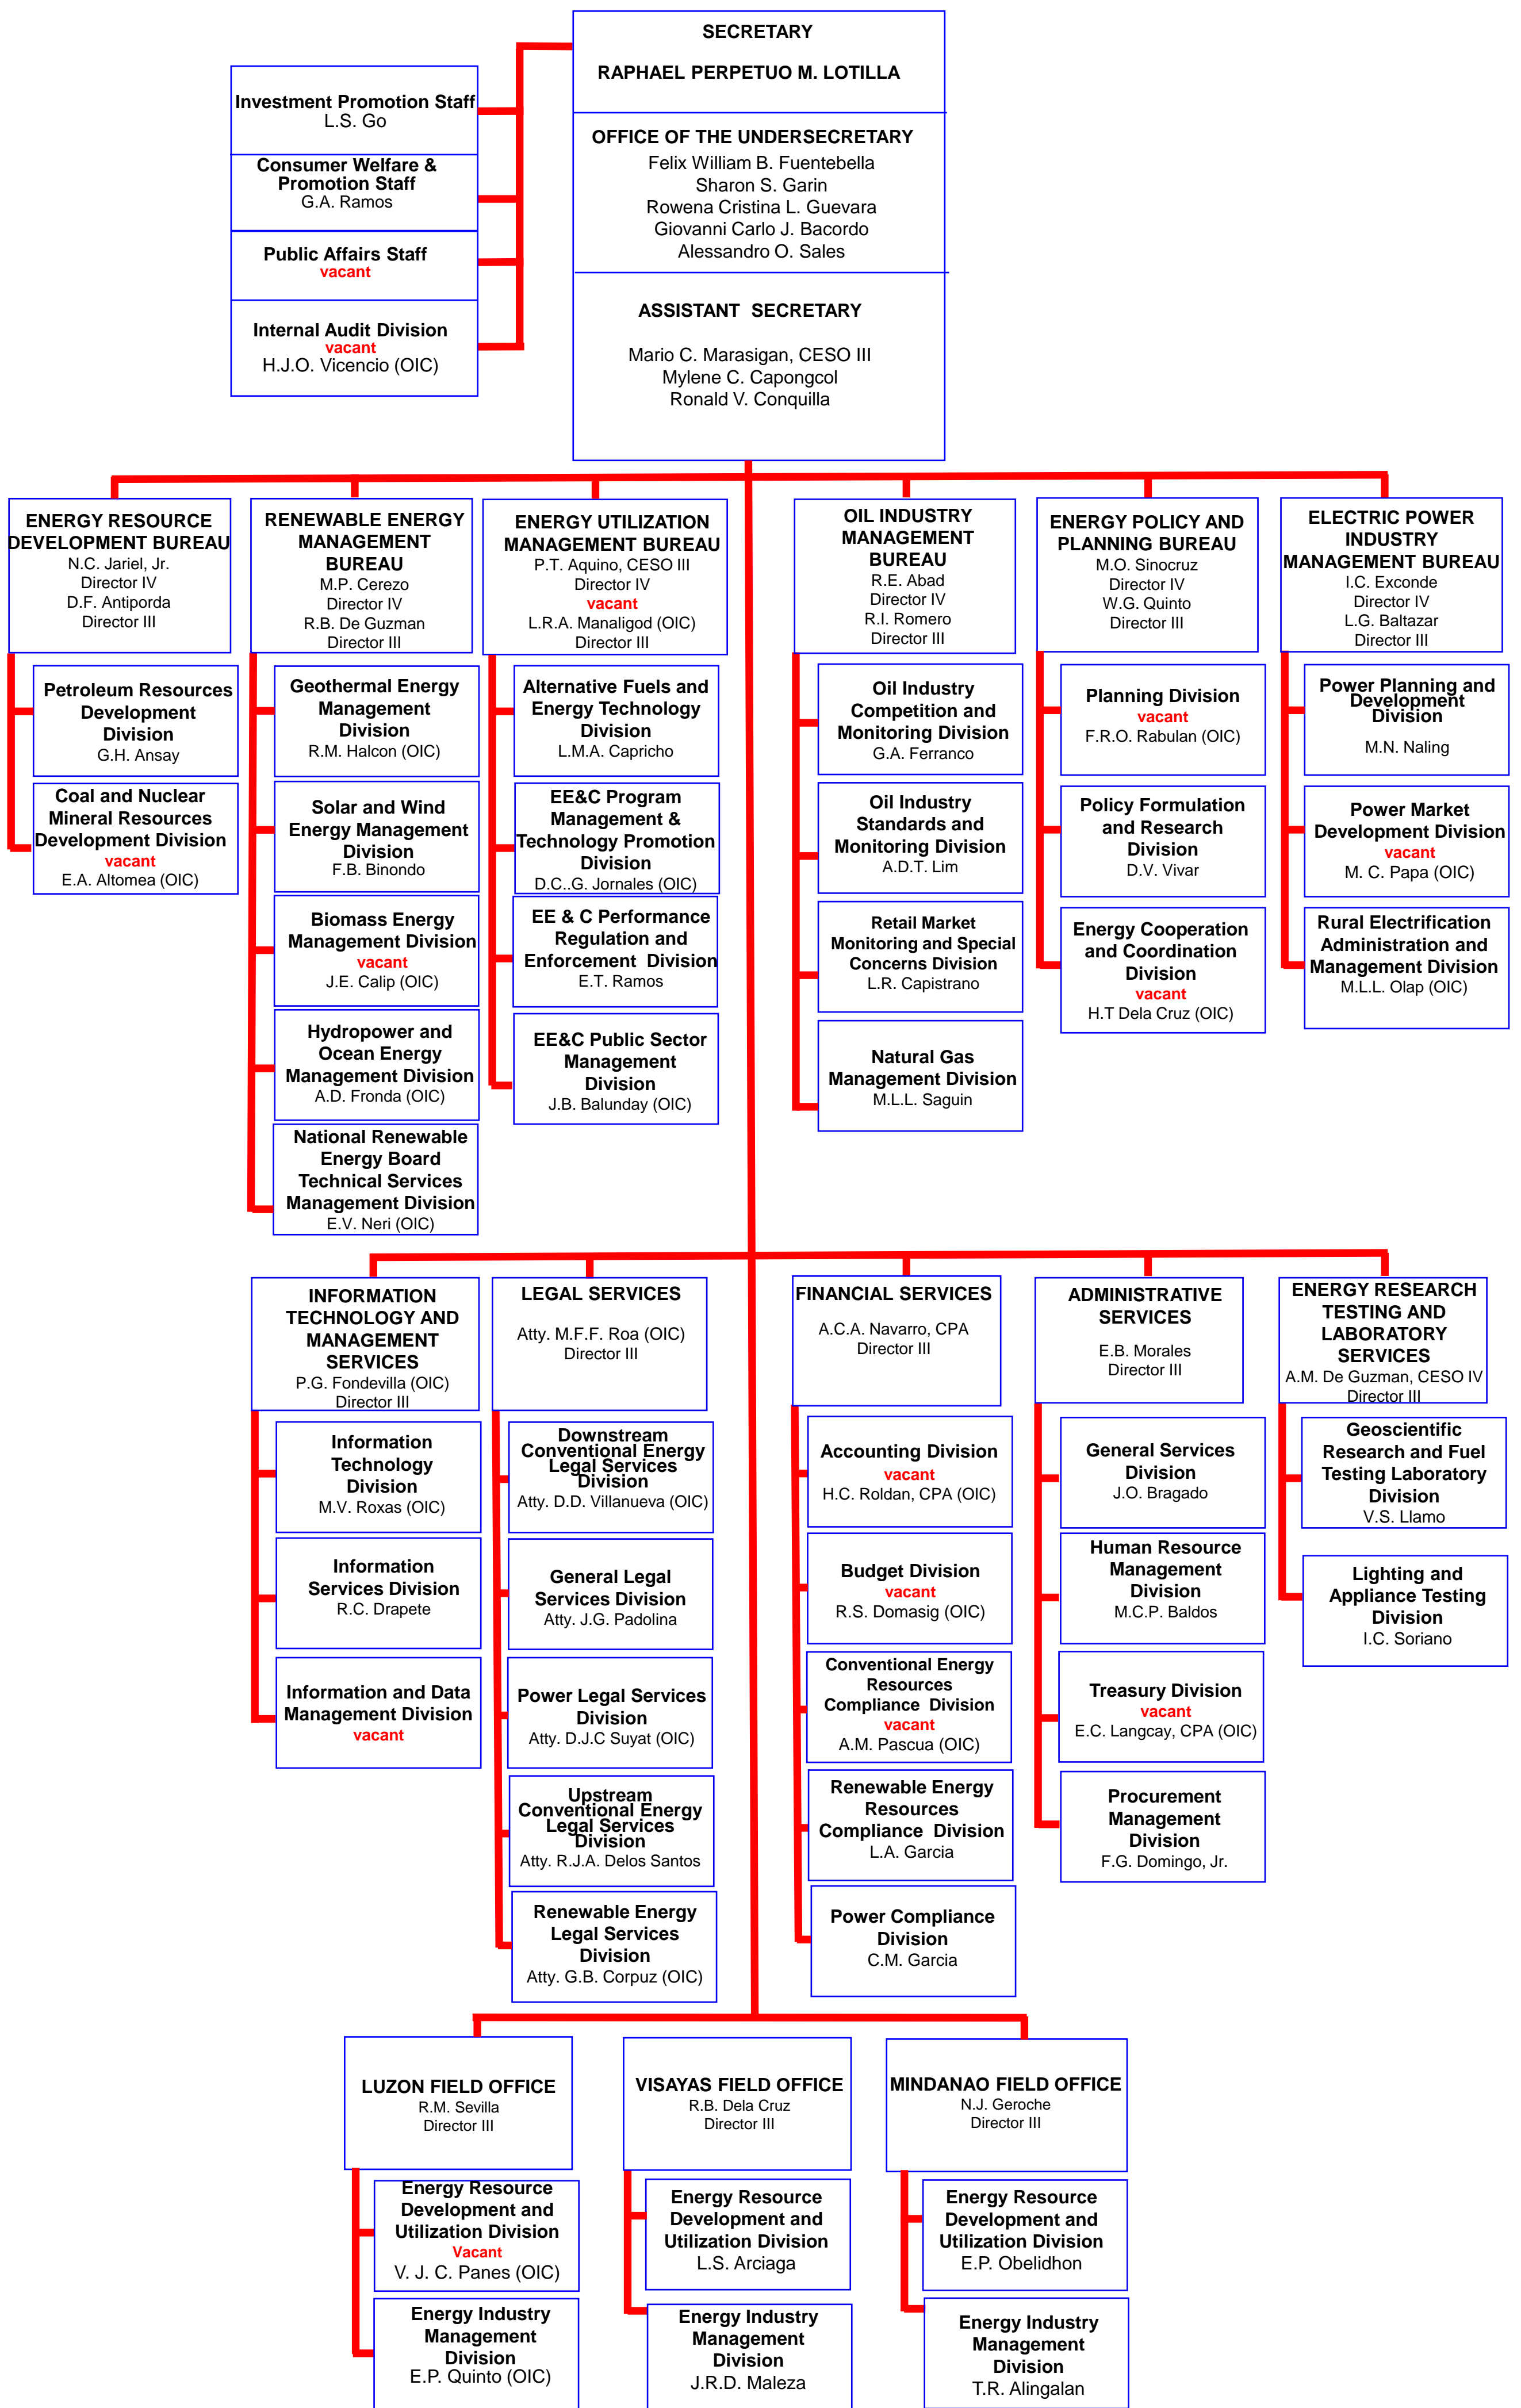 SECRETARY
RAPHAEL PERPETUO M. LOTILLA
OFFICE OF THE UNDERSECRETARY
Felix William B. Fuentebella
Sharon S. Garin
Rowena Cristina L. Guevara
Giovanni Carlo J. Bacordo
Alessandro O. Sales
ASSISTANT SECRETARY
Mario C. Marasigan, CESO III
Mylene C. Capongcol
Ronald V. Conquilla
Investment Promotion Staff
L.S. Go
Consumer Welfare &
Promotion Staff
G.A. Ramos
Public Affairs Staff
vacant
Internal Audit Division
vacant
H.J.O. Vicencio (OIC)
ENERGY RESOURCE
DEVELOPMENT BUREAU
N.C. Jariel, Jr.
Director IV
D.F. Antiporda
Director III
Petroleum Resources
Development
Division
G.H. Ansay
Coal and Nuclear
Mineral Resources
Development Division
vacant
E.A. Altomea (OIC)
RENEWABLE ENERGY
MANAGEMENT
BUREAU
M.P. Cerezo
Director IV
R.B. De Guzman
Director III
Geothermal Energy
Management
Division
R.M. Halcon (OIC)
Solar and Wind
Energy Management
Division
F.B. Binondo
Biomass Energy
Management Division
vacant
J.E. Calip (OIC)
Hydropower and
Ocean Energy
Management Division
A.D. Fronda (OIC)
National Renewable
Energy Board
Technical Services
Management Division
E.V. Neri (OIC)
ENERGY UTILIZATION
MANAGEMENT BUREAU
P.T. Aquino, CESO III
Director IV
vacant
L.R.A. Manaligod (OIC)
Director III
Alternative Fuels and
Energy Technology
Division
L.M.A. Capricho
EE&C Program
Management &
Technology Promotion
Division
D.C..G. Jornales (OIC)
EE & C Performance
Regulation and
Enforcement Division
E.T. Ramos
EE&C Public Sector
Management
Division
J.B. Balunday (OIC)
OIL INDUSTRY
MANAGEMENT
BUREAU
R.E. Abad
Director IV
R.I. Romero
Director III
Oil Industry
Competition and
Monitoring Division
G.A. Ferranco
Oil Industry
Standards and
Monitoring Division
A.D.T. Lim
Retail Market
Monitoring and Special
Concerns Division
L.R. Capistrano
Natural Gas
Management Division
M.L.L. Saguin
ENERGY POLICY AND
PLANNING BUREAU
M.O. Sinocruz
Director IV
W.G. Quinto
Director III
Planning Division
vacant
F.R.O. Rabulan (OIC)
Policy Formulation
and Research
Division
D.V. Vivar
Energy Cooperation
and Coordination
Division
vacant
H.T Dela Cruz (OIC)
ELECTRIC POWER
INDUSTRY
MANAGEMENT BUREAU
I.C. Exconde
Director IV
L.G. Baltazar
Director III
Power Planning and
Development
Division
M.N. Naling
Power Market
Development Division
vacant
M. C. Papa (OIC)
Rural Electrification
Administration and
Management Division
M.L.L. Olap (OIC)
INFORMATION
TECHNOLOGY AND
MANAGEMENT
SERVICES
P.G. Fondevilla (OIC)
Director III
Information
Technology
Division
M.V. Roxas (OIC)
Information
Services Division
R.C. Drapete
Information and Data
Management Division
vacant
LEGAL SERVICES
Atty. M.F.F. Roa (OIC)
Director III
Downstream
Conventional Energy
Legal Services
Division
Atty. D.D. Villanueva (OIC)
General Legal
Services Division
Atty. J.G. Padolina
Power Legal Services
Division
Atty. D.J.C Suyat (OIC)
Upstream
Conventional Energy
Legal Services
Division
Atty. R.J.A. Delos Santos
Renewable Energy
Legal Services
Division
Atty. G.B. Corpuz (OIC)
FINANCIAL SERVICES
A.C.A. Navarro, CPA
Director III
Accounting Division
vacant
H.C. Roldan, CPA (OIC)
Budget Division
vacant
R.S. Domasig (OIC)
Conventional Energy
Resources
Compliance Division
vacant
A.M. Pascua (OIC)
Renewable Energy
Resources
Compliance Division
L.A. Garcia
Power Compliance
Division
C.M. Garcia
ADMINISTRATIVE
SERVICES
E.B. Morales
Director III
General Services
Division
J.O. Bragado
Human Resource
Management
Division
M.C.P. Baldos
Treasury Division
vacant
E.C. Langcay, CPA (OIC)
Procurement
Management
Division
F.G. Domingo, Jr.
ENERGY RESEARCH
TESTING AND
LABORATORY
SERVICES
A.M. De Guzman, CESO IV
Director III
Geoscientific
Research and Fuel
Testing Laboratory
Division
V.S. Llamo
Lighting and
Appliance Testing
Division
I.C. Soriano
LUZON FIELD OFFICE
R.M. Sevilla
Director III
Energy Resource
Development and
Utilization Division
Vacant
V. J. C. Panes (OIC)
Energy Industry
Management
Division
E.P. Quinto (OIC)
VISAYAS FIELD OFFICE
R.B. Dela Cruz
Director III
Energy Resource
Development and
Utilization Division
L.S. Arciaga
Energy Industry
Management
Division
J.R.D. Maleza
MINDANAO FIELD OFFICE
N.J. Geroche
Director III
Energy Resource
Development and
Utilization Division
E.P. Obelidhon
Energy Industry
Management
Division
T.R. Alingalan